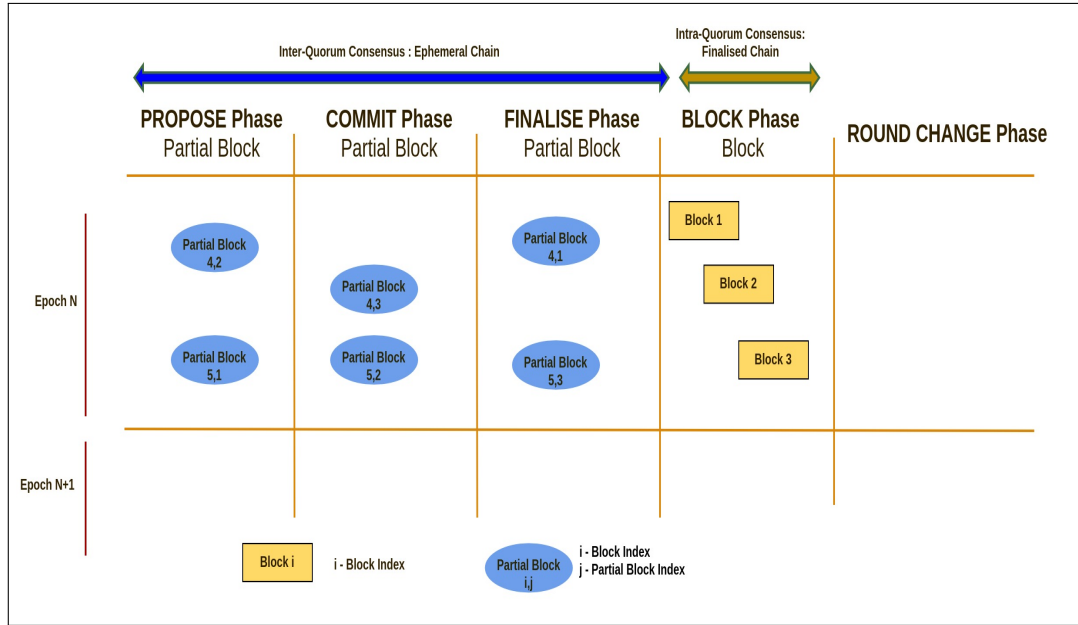 Inter-Quorum Consensus : Ephemeral Chain
Intra-Quorum Consensus:
Finalised Chain
PROPOSE Phase
Partial Block
COMMIT Phase
Partial Block
FINALISE Phase
Partial Block
BLOCK Phase
Block
ROUND CHANGE Phase
Epoch N
Partial Block
4,2
Partial Block
4,3
Partial Block
4,1
Block 1
Block 2
Partial Block
5,1
Partial Block
5,2
Partial Block
5,3
Block 3
Epoch N+1
Block i
i - Block Index
Partial Block
i,j
i - Block Index
j - Partial Block Index